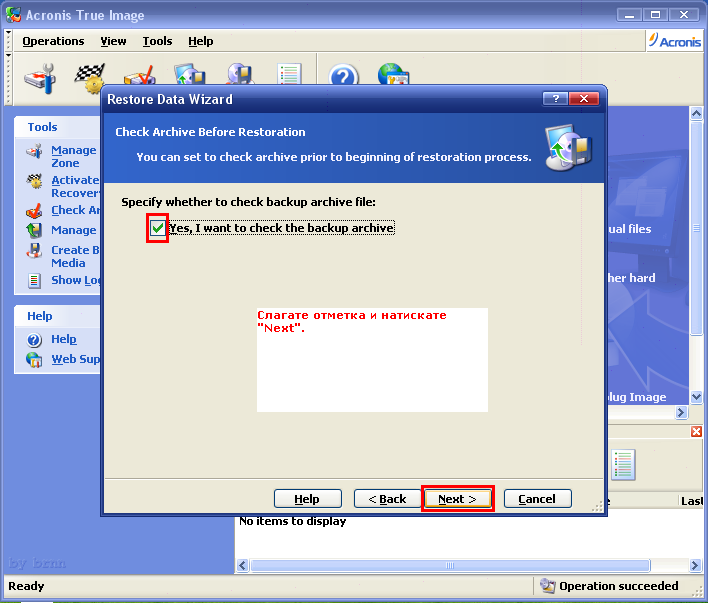 Acronis True Image
Operations View Tools Help
Acronis
Restore Data Wizard
Check Archive Before Restoration
You can set to check archive prior to beginning of restoration process.
Tools
Manage
Zone
Activate
Recover
Check Ar
Manage
Create B
Media
Show Log
Help
Help
Web Sup
Specify whether to check backup archive file:
Yes, I want to check the backup archive
Слагате отметка и натискате
"Next".
Help
< Back
Next >
Cancel
ual files
her hard
plug Image
Last
No items to display
by brnn
Ready
Operation succeeded